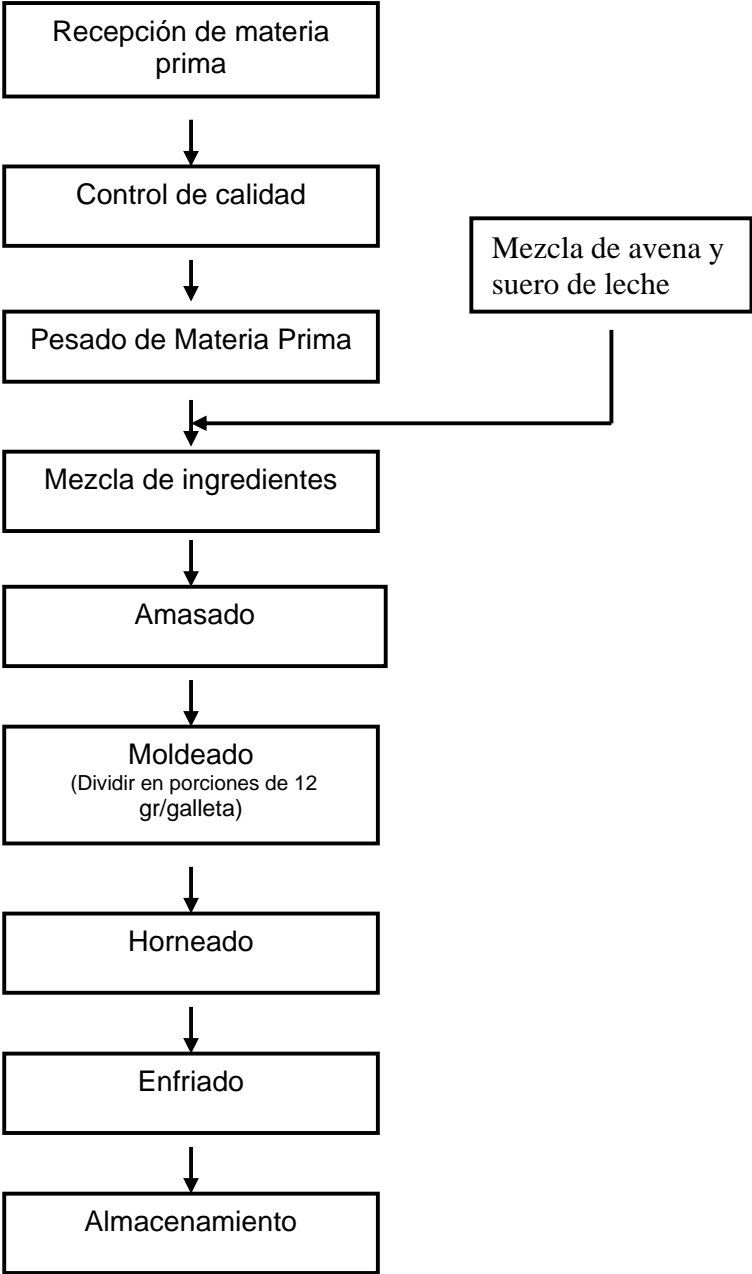 Recepción de materia
prima
Control de calidad
Mezcla de avena y
suero de leche
Pesado de Materia Prima
Mezcla de ingredientes
Amasado
Moldeado
(Dividir en porciones de 12
gr/galleta)
Horneado
Enfriado
Almacenamiento